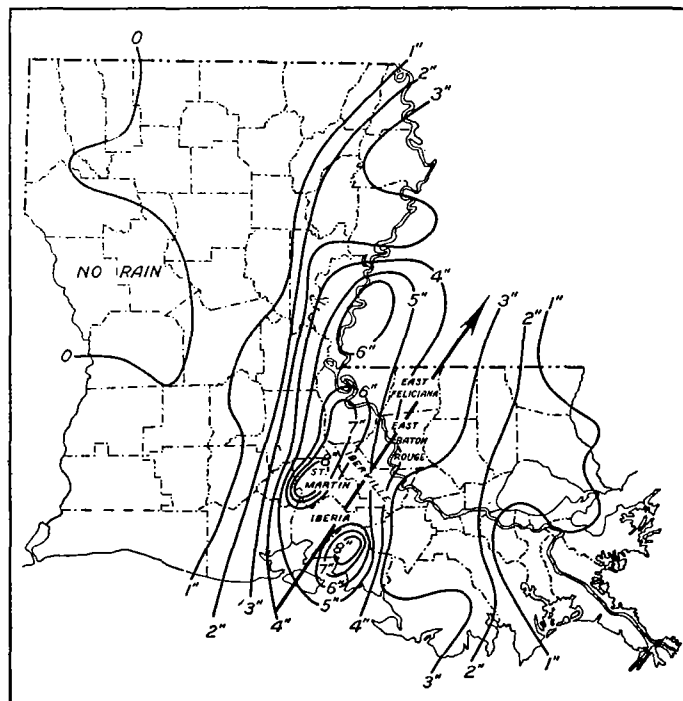 0
1"
2"
3"
NO RAIN
4"
5"
3"
2"
1"
6"
0
EAST
FELICIANA
6"
7"
EAST
BATON
ROUGE
8"
IBERVILLE
ST.
MARTIN
IBERIA
8"
7"
6"
1"
2"
3"
4"
5"
4"
3"
2"
1"